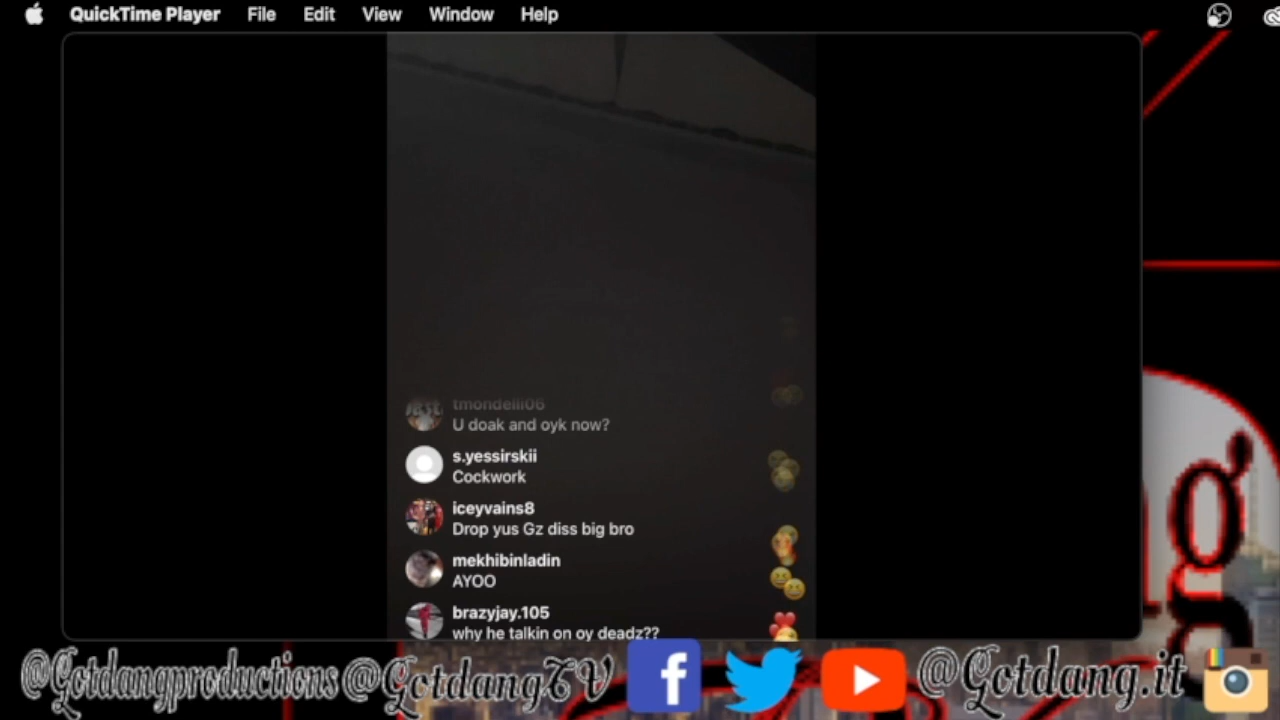 QuickTime Player File Edit View Window Help
tmondelli06
U doak and oyk now?
s.yessirskii
Cockwork
iceyvains8
Drop yus Gz diss big bro
mekhibinladin
AYOO
brazyjay.105
why he talkin on oy deadz??
g
@Gotdangproductions @GotdangTV @Gotdang.it